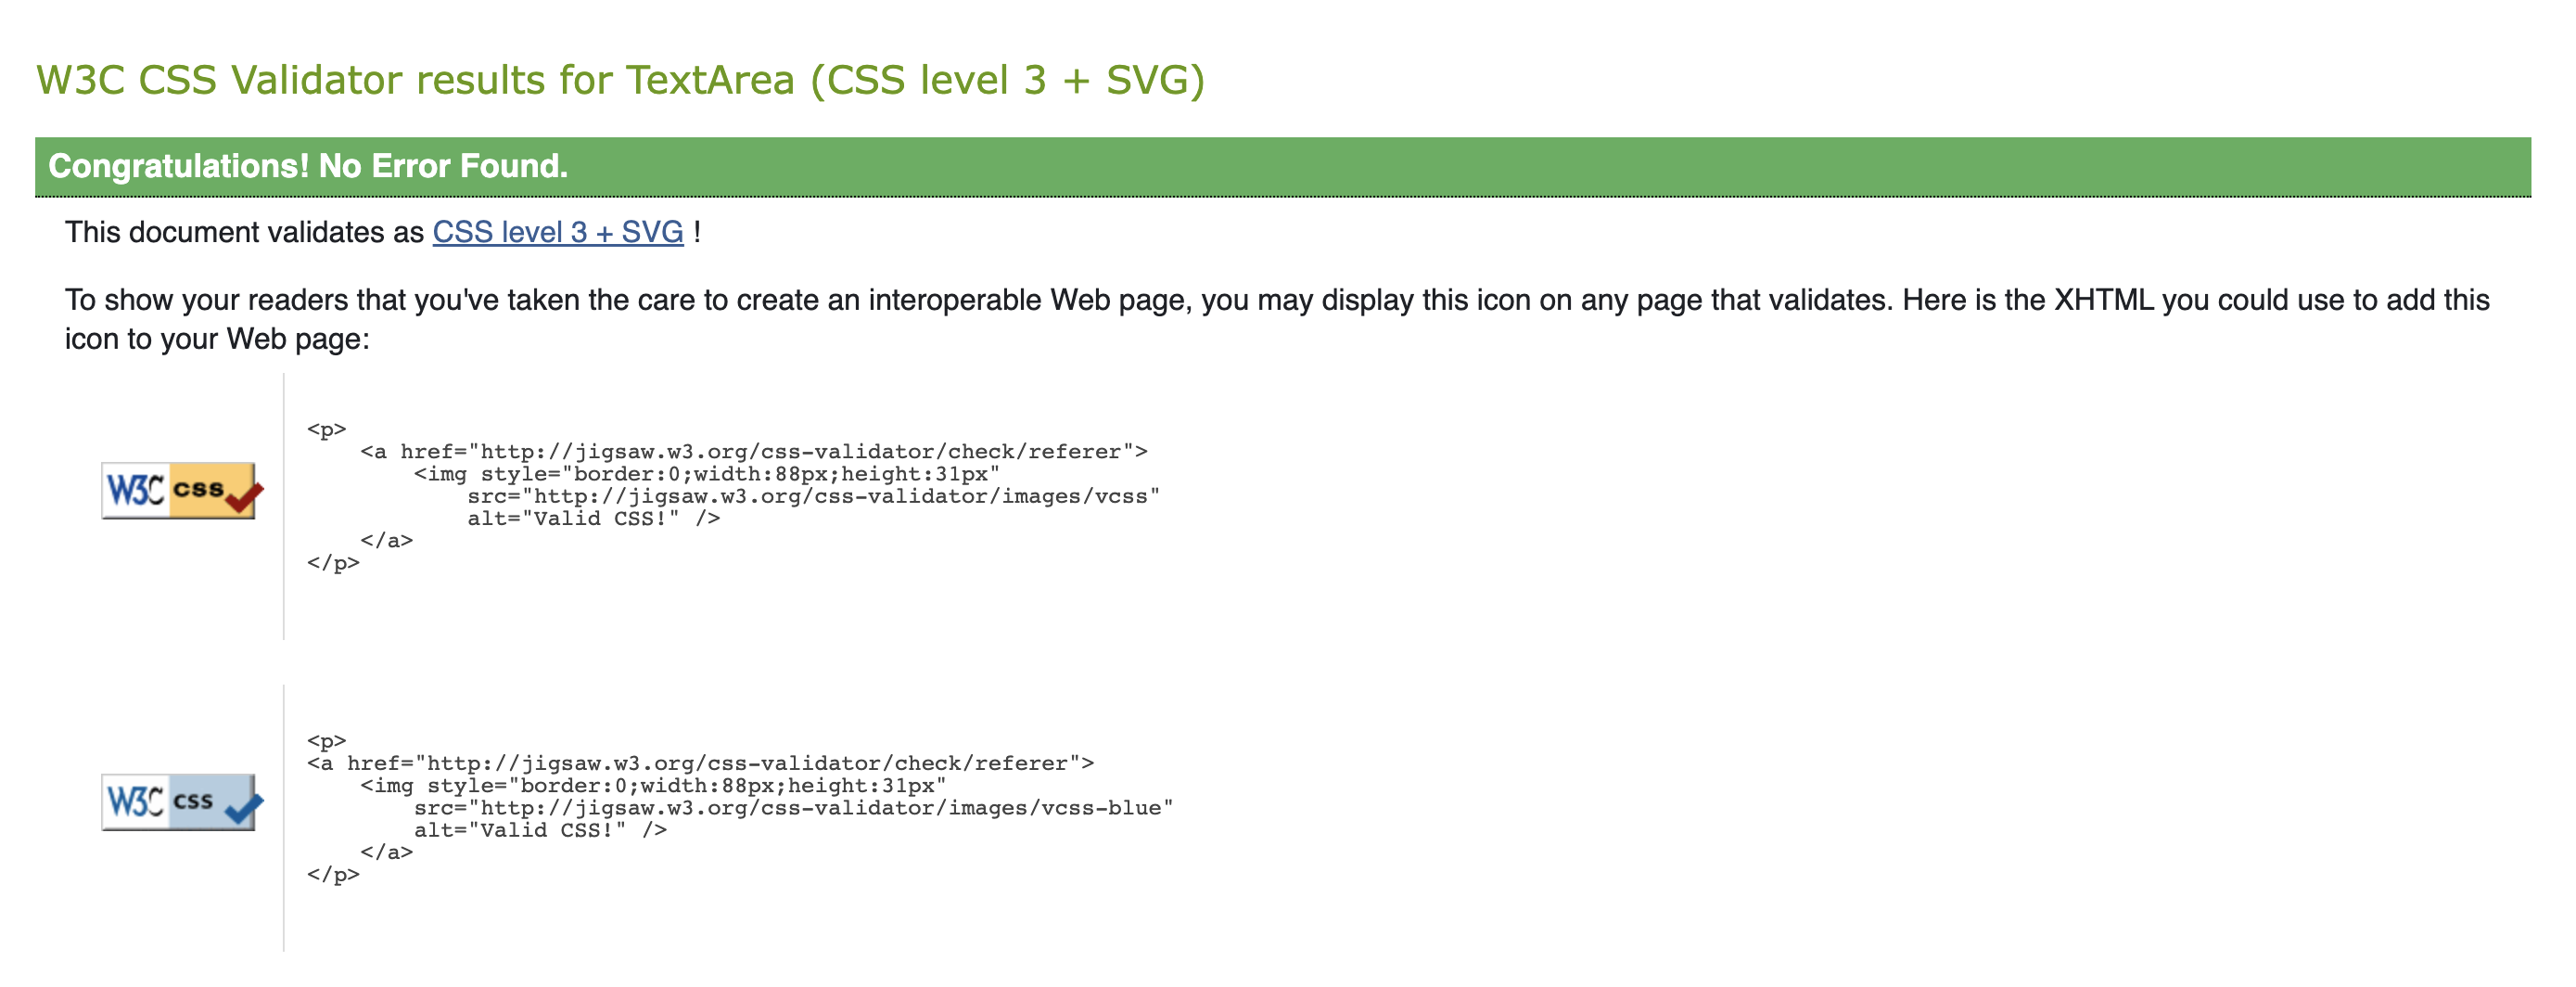 W3C CSS Validator results for TextArea (CSS level 3 + SVG)
Congratulations! No Error Found.
This document validates as CSS level 3 + SVG !
To show your readers that you've taken the care to create an interoperable Web page, you may display this icon on any page that validates. Here is the XHTML you could use to add this
icon to your Web page:
W3C css
<p>
    <a href="http://jigsaw.w3.org/css-validator/check/referer">
        <img style="border:0;width:88px;height:31px"
            src="http://jigsaw.w3.org/css-validator/images/vcss"
            alt="Valid CSS!" />
    </a>
</p>
W3C css
<p>
<a href="http://jigsaw.w3.org/css-validator/check/referer">
    <img style="border:0;width:88px;height:31px"
        src="http://jigsaw.w3.org/css-validator/images/vcss-blue"
        alt="Valid CSS!" />
    </a>
</p>